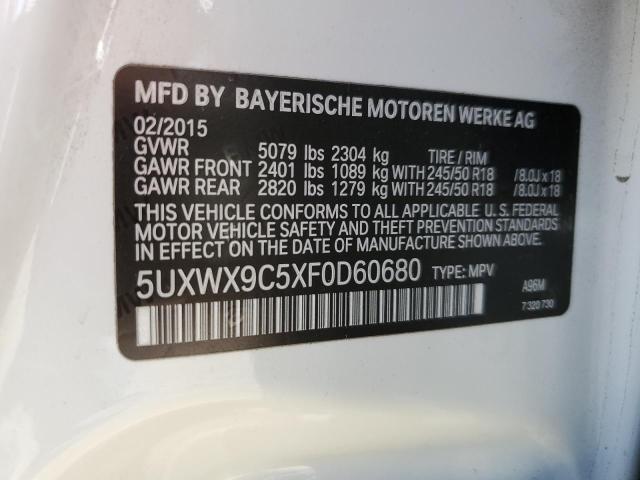 MFD BY BAYERISCHE MOTOREN WERKE AG
02/2015
GVWR 5079 lbs 2304 kg TIRE / RIM
GAWR FRONT 2401 lbs 1089 kg WITH 245/50 R18 /8.0J x 18
GAWR REAR 2820 lbs 1279 kg WITH 245/50 R18 /8.0J x 18
THIS VEHICLE CONFORMS TO ALL APPLICABLE U.S. FEDERAL
MOTOR VEHICLE SAFETY AND THEFT PREVENTION STANDARDS
IN EFFECT ON THE DATE OF MANUFACTURE SHOWN ABOVE.
5UXWX9C5XF0D60680 TYPE: MPV
A96M
7 320 730